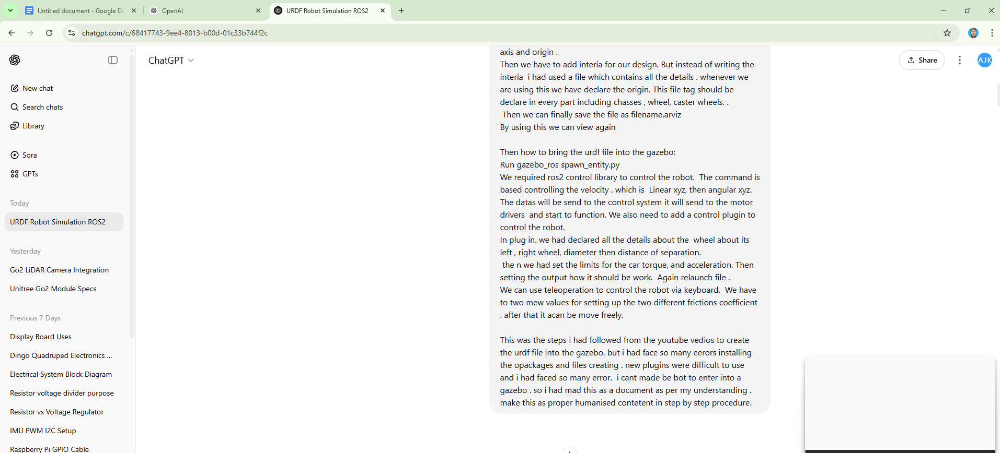 Untitled document - Google Do
OpenAI
URDF Robot Simulation ROS2
chatgpt.com/c/68417743-9ee4-8013-b00d-01c33b744f2c
ChatGPT
Share
AJK
New chat
Search chats
Library
Sora
GPTs
Today
URDF Robot Simulation ROS2
Yesterday
Go2 LiDAR Camera Integration
Unitree Go2 Module Specs
Previous 7 Days
Display Board Uses
Dingo Quadruped Electronics ...
Electrical System Block Diagram
Resistor voltage divider purpose
Resistor vs Voltage Regulator
IMU PWM I2C Setup
Raspberry Pi GPIO Cable
axis and origin .
Then we have to add interia for our design. But instead of writing the
interia  i had used a file which contains all the details . whenever we
are using this we have declare the origin. This file tag should be
declare in every part including chasses , wheel, caster wheels. .
Then we can finally save the file as filename.arviz
By using this we can view again
Then how to bring the urdf file into the gazebo:
Run gazebo_ros spawn_entity.py
We required ros2 control library to control the robot.  The command is
based controlling the velocity . which is  Linear xyz, then angular xyz.
The datas will be send to the control system it will send to the motor
drivers  and start to function. We also need to add a control plugin to
control the robot.
In plug in. we had declared all the details about the  wheel about its
left , right wheel, diameter then distance of separation.
the n we had set the limits for the car torque, and acceleration. Then
setting the output how it should be work.  Again relaunch file .
We can use teleoperation to control the robot via keyboard.  We have
to two mew values for setting up the two different frictions coefficient
. after that it acan be move freely.
This was the steps i had followed from the youtube vedios to create
the urdf file into the gazebo. but i had face so many eerors installing
the opackages and files creating . new plugins were difficult to use
and i had faced so many error.  i cant made be bot to enter into a
gazebo . so i had mad this as a document as per my understanding .
make this as proper humanised contetent in step by step procedure.